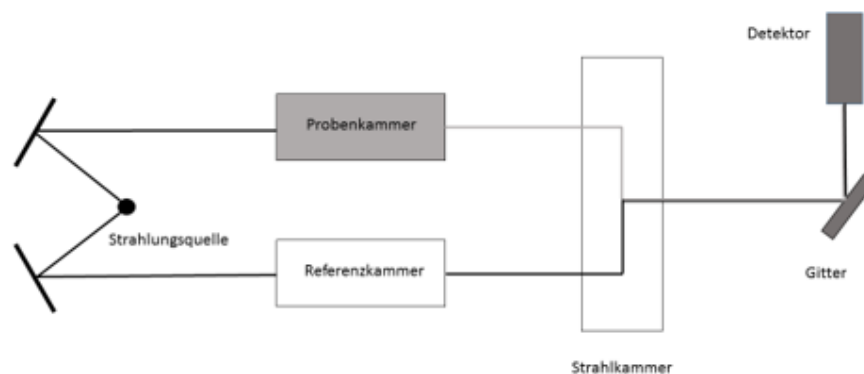 Detektor
Probenkammer
Strahlungsquelle
Referenzkammer
Gitter
Strahlkammer